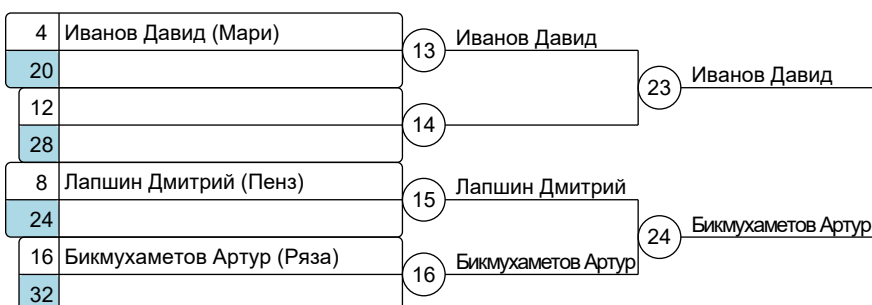 4 Иванов Давид (Мари)
13 Иванов Давид
20
23 Иванов Давид
12
14
28
8 Лапшин Дмитрий (Пенз)
15 Лапшин Дмитрий
24
24 Бикмухаметов Артур
16 Бикмухаметов Артур (Ряза)
16 Бикмухаметов Артур
32